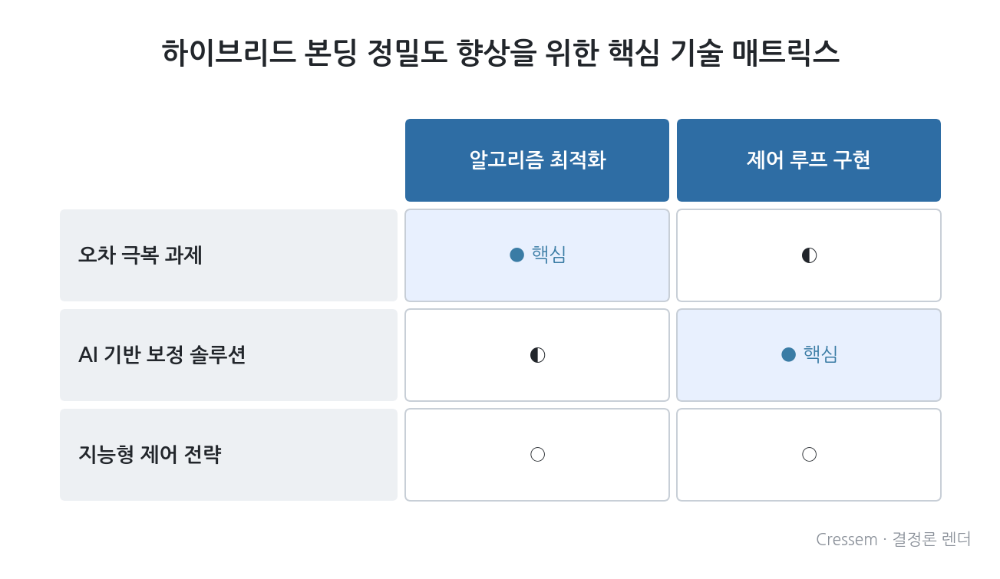 하이브리드 본딩 정밀도 향상을 위한 핵심 기술 매트릭스
알고리즘 최적화
제어 루프 구현
오차 극복 과제
● 핵심
◐
AI 기반 보정 솔루션
◐
● 핵심
지능형 제어 전략
○
○
Cressem · 결정론 렌더